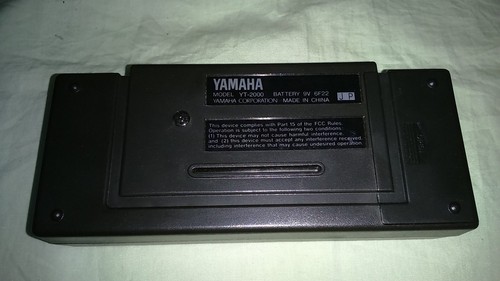 YAMAHA
MODEL YT-2000 BATTERY 9V 6F22
YAMAHA CORPORATION MADE IN CHINA
J P
This device complies with Part 15 of the FCC Rules.
Operation is subject to the following two conditions:
(1) This device may not cause harmful interference.
and (2) this device must accept any interference received,
including interference that may cause undesired operation.